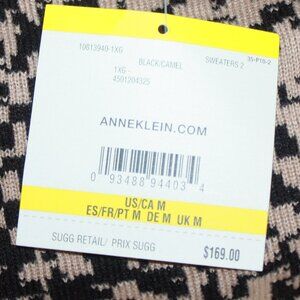 10613940-1XG
BLACK/CAMEL
SWEATERS 2
35-P10-2
1XG -
4501204325
ANNEKLEIN.COM
0 93488 94403 4
US/CA M
ES/FR/PT M DE M UK M
SUGG RETAIL/ PRIX SUGG
$169.00